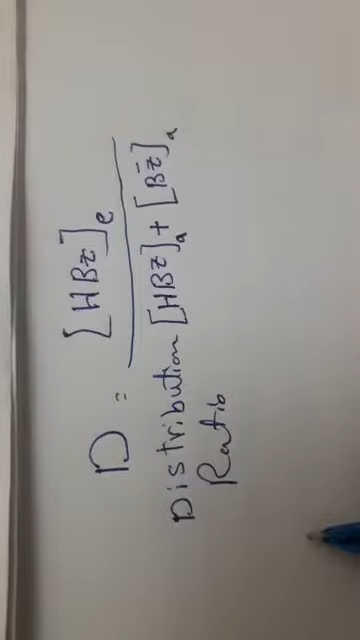 [HBz]e
D =
[HBz]a + [Bz̄]a
Distribution
Ratio